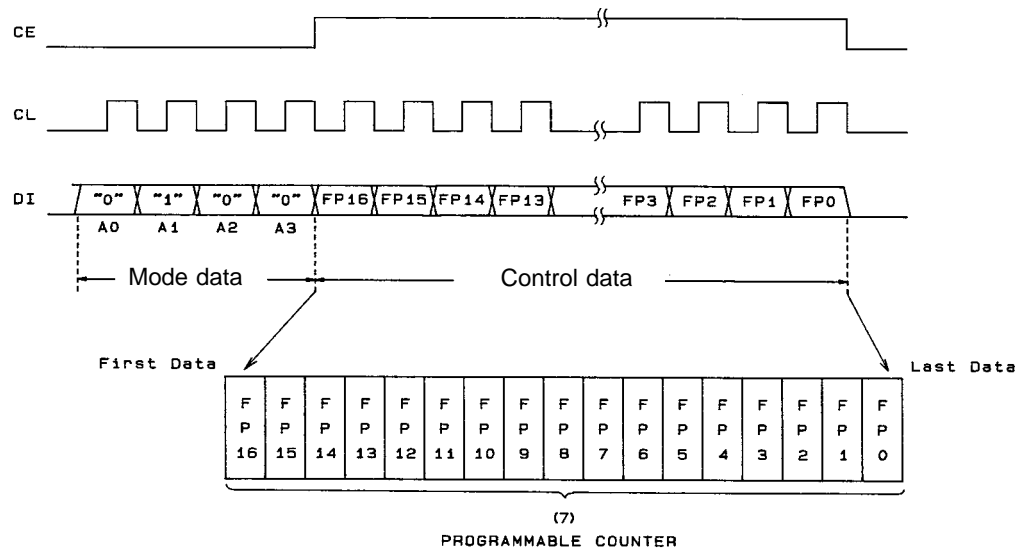 CE
CL
DI "0" "1" "0" "0" FP16 FP15 FP14 FP13 FP3 FP2 FP1 FP0
A0 A1 A2 A3
Mode data Control data
First Data Last Data
F F F F F F F F F F F F F F F F F
P P P P P P P P P P P P P P P P P
16 15 14 13 12 11 10 9 8 7 6 5 4 3 2 1 0
(7)
PROGRAMMABLE COUNTER